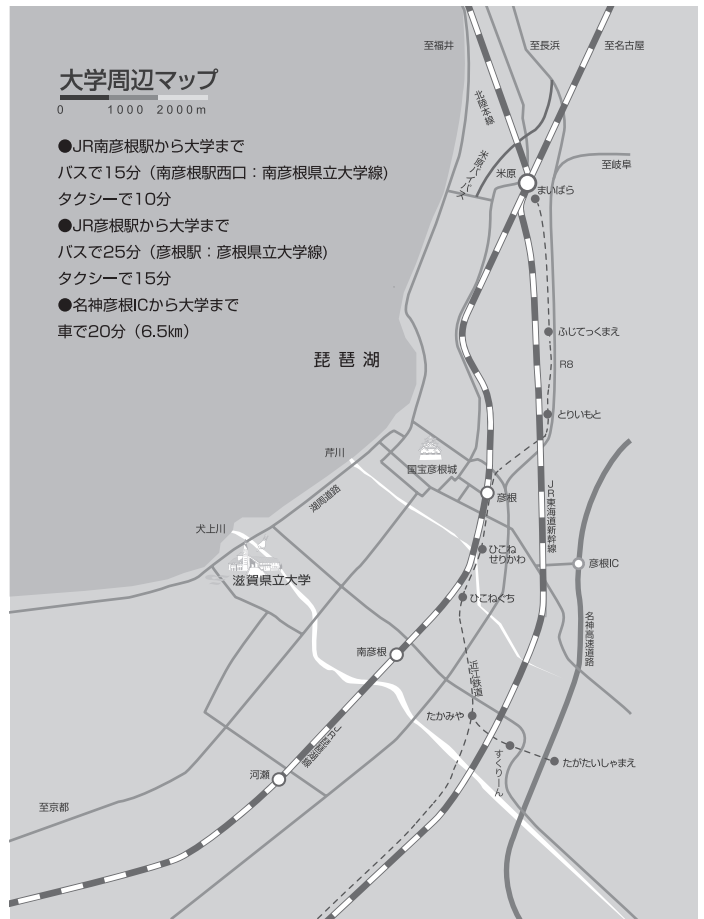 大学周辺マップ
0 1000 2000m
●JR南彦根駅から大学まで
バスで15分（南彦根駅西口：南彦根県立大学線)
タクシーで10分
●JR彦根駅から大学まで
バスで25分（彦根駅：彦根県立大学線)
タクシーで15分
●名神彦根ICから大学まで
車で20分（6.5㎞）
至福井
至長浜
至名古屋
北陸本線
米原バイパス
至岐阜
米原
まいばら
ふじてっくまえ
R8
琵琶湖
とりいもと
芹川
国宝彦根城
湖周道路
彦根
JR東海道新幹線
犬上川
ひこね
せりかわ
彦根IC
滋賀県立大学
ひこねぐち
名神高速道路
南彦根
近江鉄道
たかみや
すくりーん
たがたいしゃまえ
河瀬
至京都